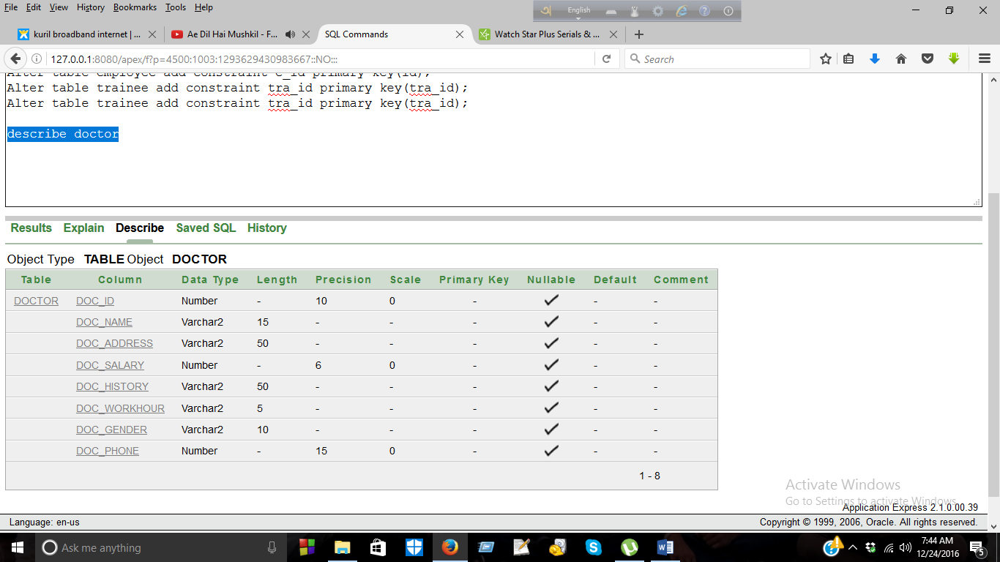 File Edit View History Bookmarks Tools Help
English
kuril broadband internet | ... Ae Dil Hai Mushkil - F... SQL Commands Watch Star Plus Serials & ...
127.0.0.1:8080/apex/f?p=4500:1003:1293629430983667::NO::: Search
Alter table employee add constraint e_id primary key(id);
Alter table trainee add constraint tra_id primary key(tra_id);
Alter table trainee add constraint tra_id primary key(tra_id);
describe doctor
Results Explain Describe Saved SQL History
Object Type TABLE Object DOCTOR
Table Column Data Type Length Precision Scale Primary Key Nullable Default Comment
DOCTOR DOC_ID Number - 10 0 - - -
DOC_NAME Varchar2 15 - - - - -
DOC_ADDRESS Varchar2 50 - - - - -
DOC_SALARY Number - 6 0 - - -
DOC_HISTORY Varchar2 50 - - - - -
DOC_WORKHOUR Varchar2 5 - - - - -
DOC_GENDER Varchar2 10 - - - - -
DOC_PHONE Number - 15 0 - - -
1 - 8
Activate Windows
Go to Settings to activate Windows.
Application Express 2.1.0.00.39
Language: en-us Copyright © 1999, 2006, Oracle. All rights reserved.
Ask me anything
7:44 AM
12/24/2016
5